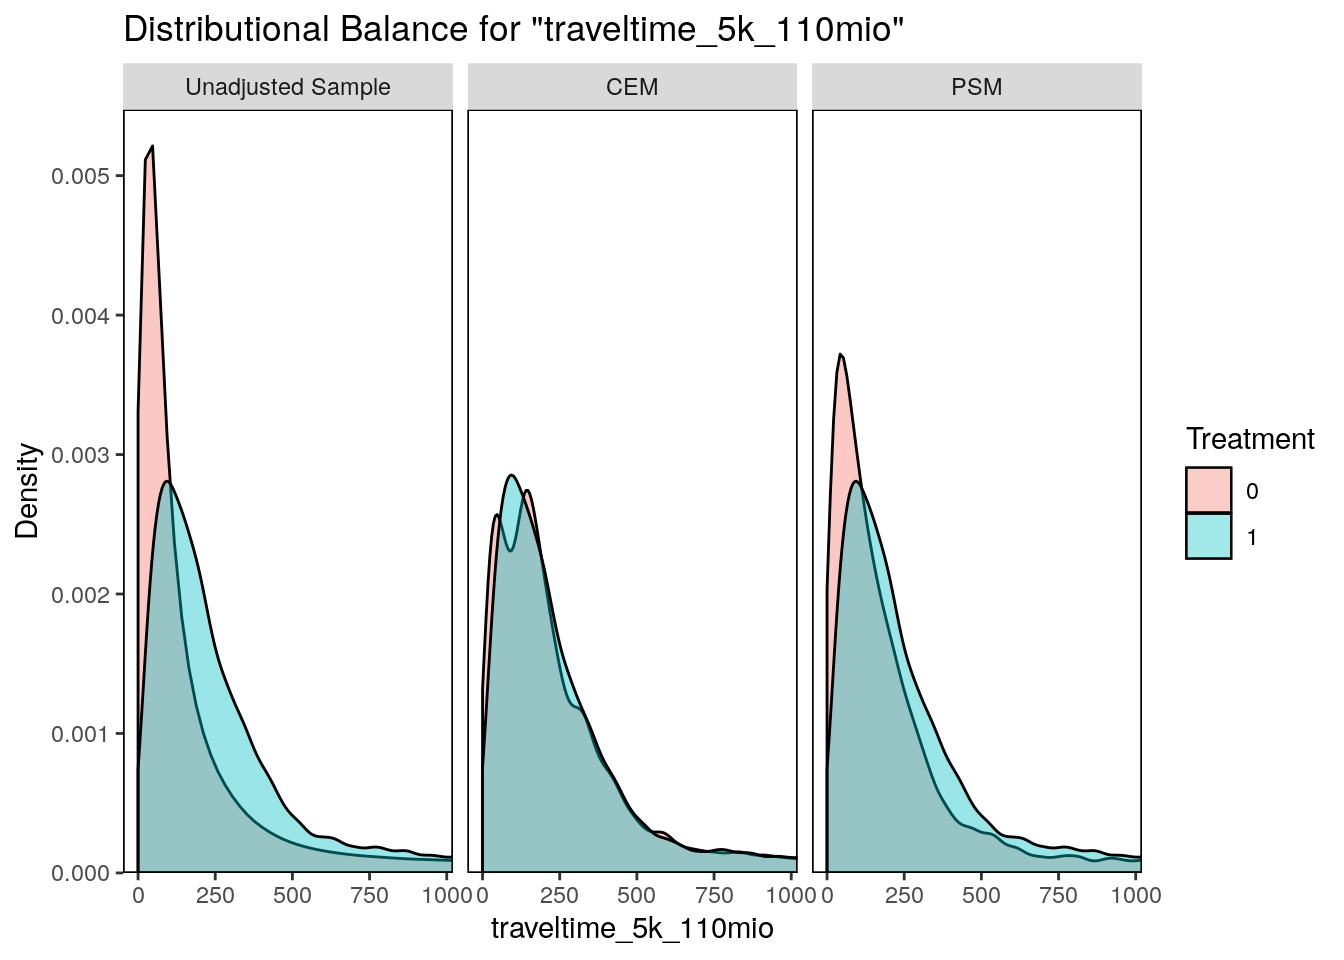 Distributional Balance for "traveltime_5k_110mio"
Unadjusted Sample
CEM
PSM
0.005
0.004
0.003
0.002
0.001
0.000
Density
0 250 500 750 1000
0 250 500 750 1000
0 250 500 750 1000
traveltime_5k_110mio
Treatment
0
1